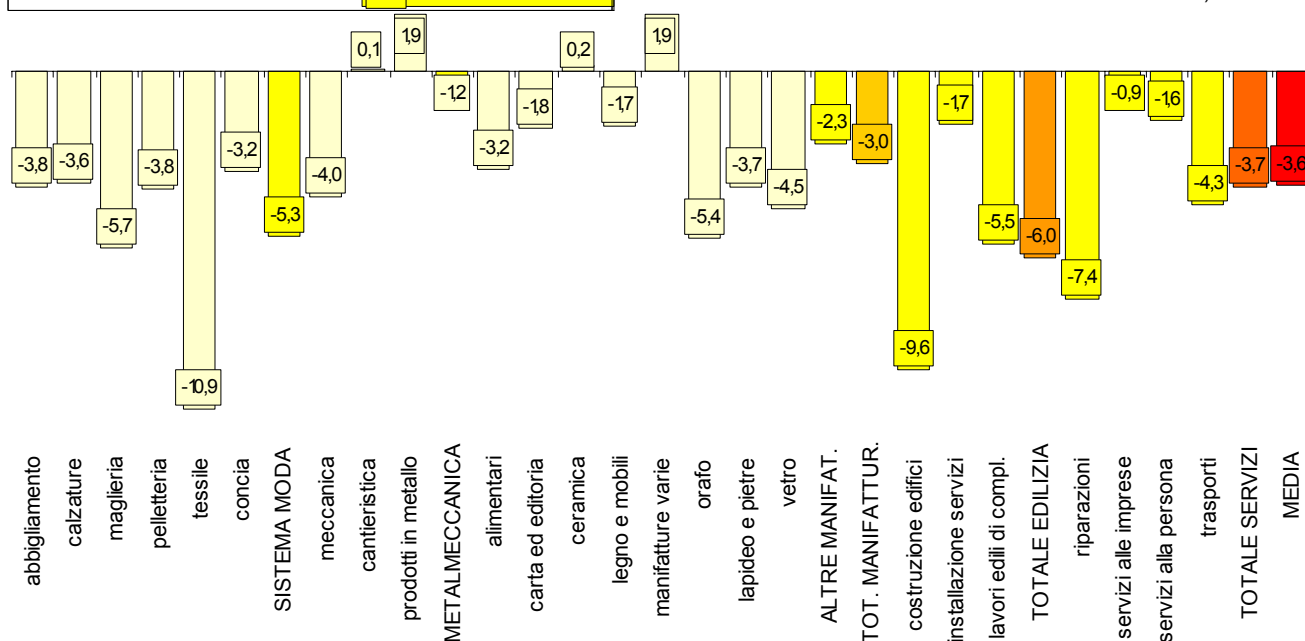 0,1
1,9
0,2
1,9
-3,8
-3,6
-5,7
-3,8
-10,9
-3,2
-5,3
-4,0
-1,2
-3,2
-1,8
-1,7
-5,4
-3,7
-4,5
-2,3
-3,0
-9,6
-1,7
-5,5
-6,0
-7,4
-0,9
-1,6
-4,3
-3,7
-3,6
abbigliamento
calzature
maglieria
pelletteria
tessile
concia
SISTEMA MODA
meccanica
cantieristica
prodotti in metallo
METALMECCANICA
alimentari
carta ed editoria
ceramica
legno e mobili
manifatture varie
orafo
lapideo e pietre
vetro
ALTRE MANIFAT.
TOT. MANIFATTUR.
costruzione edifici
installazione servizi
lavori edili di compl.
TOTALE EDILIZIA
riparazioni
servizi alle imprese
servizi alla persona
trasporti
TOTALE SERVIZI
MEDIA